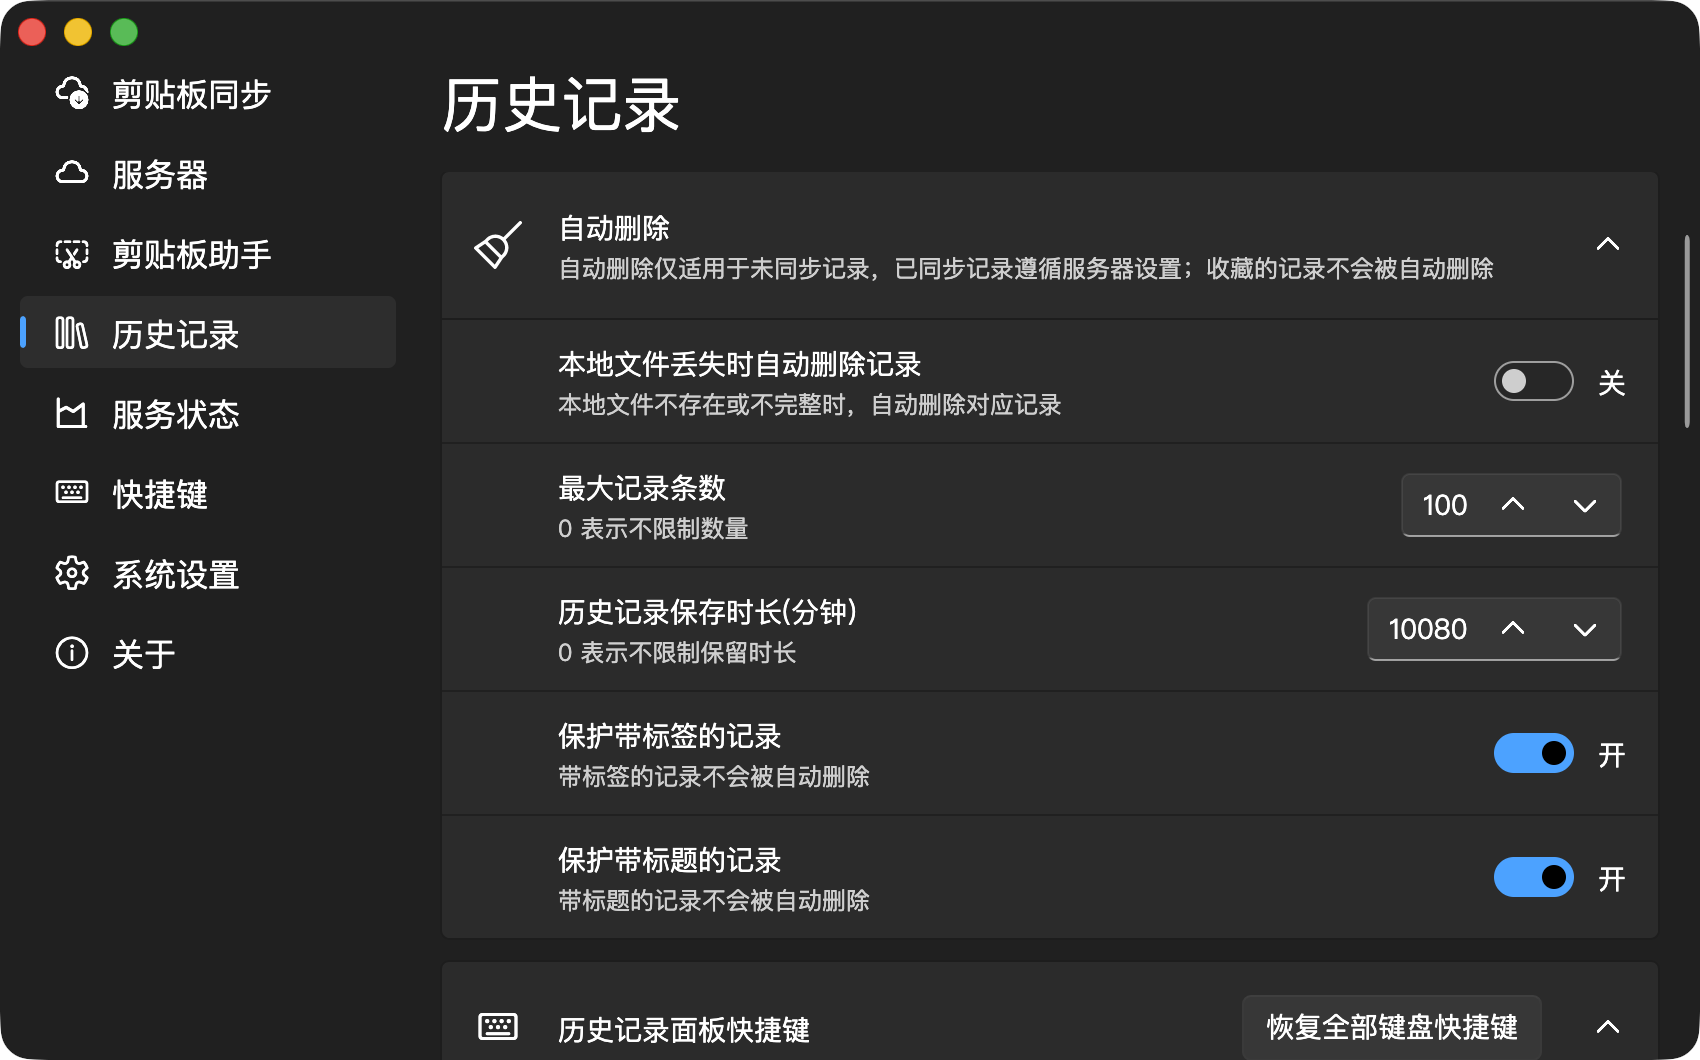 剪贴板同步
服务器
剪贴板助手
历史记录
服务状态
快捷键
系统设置
关于
历史记录
自动删除
自动删除仅适用于未同步记录，已同步记录遵循服务器设置；收藏的记录不会被自动删除
本地文件丢失时自动删除记录
本地文件不存在或不完整时，自动删除对应记录
关
最大记录条数
0 表示不限制数量
100
历史记录保存时长(分钟)
0 表示不限制保留时长
10080
保护带标签的记录
带标签的记录不会被自动删除
开
保护带标题的记录
带标题的记录不会被自动删除
开
历史记录面板快捷键
恢复全部键盘快捷键